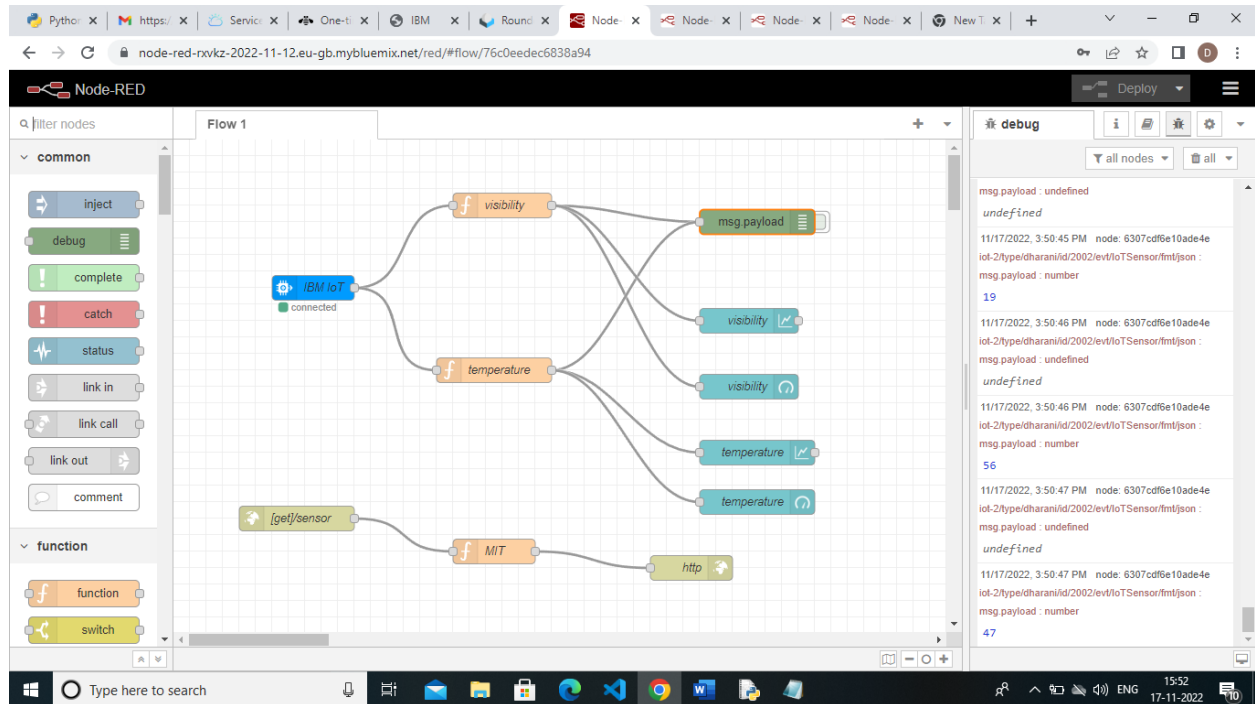 Python
https:/
Service
One-ti
IBM
Round
Node-
Node-
Node-
Node-
New T
node-red-rxvkz-2022-11-12.eu-gb.mybluemix.net/red/#flow/76c0eedec6838a94
D
Node-RED
Deploy
filter nodes
Flow 1
debug
i
common
all nodes
all
inject
debug
complete
catch
status
link in
link call
link out
comment
function
function
switch
visibility
msg.payload
IBM IoT
connected
visibility
temperature
visibility
temperature
temperature
[get]/sensor
MIT
http
msg.payload : undefined
undefined
11/17/2022, 3:50:45 PM node: 6307cdf6e10ade4e
iot-2/type/dharani/id/2002/evt/IoTSensor/fmt/json :
msg.payload : number
19
11/17/2022, 3:50:46 PM node: 6307cdf6e10ade4e
iot-2/type/dharani/id/2002/evt/IoTSensor/fmt/json :
msg.payload : undefined
undefined
11/17/2022, 3:50:46 PM node: 6307cdf6e10ade4e
iot-2/type/dharani/id/2002/evt/IoTSensor/fmt/json :
msg.payload : number
56
11/17/2022, 3:50:47 PM node: 6307cdf6e10ade4e
iot-2/type/dharani/id/2002/evt/IoTSensor/fmt/json :
msg.payload : undefined
undefined
11/17/2022, 3:50:47 PM node: 6307cdf6e10ade4e
iot-2/type/dharani/id/2002/evt/IoTSensor/fmt/json :
msg.payload : number
47
Type here to search
ENG
15:52
17-11-2022
10